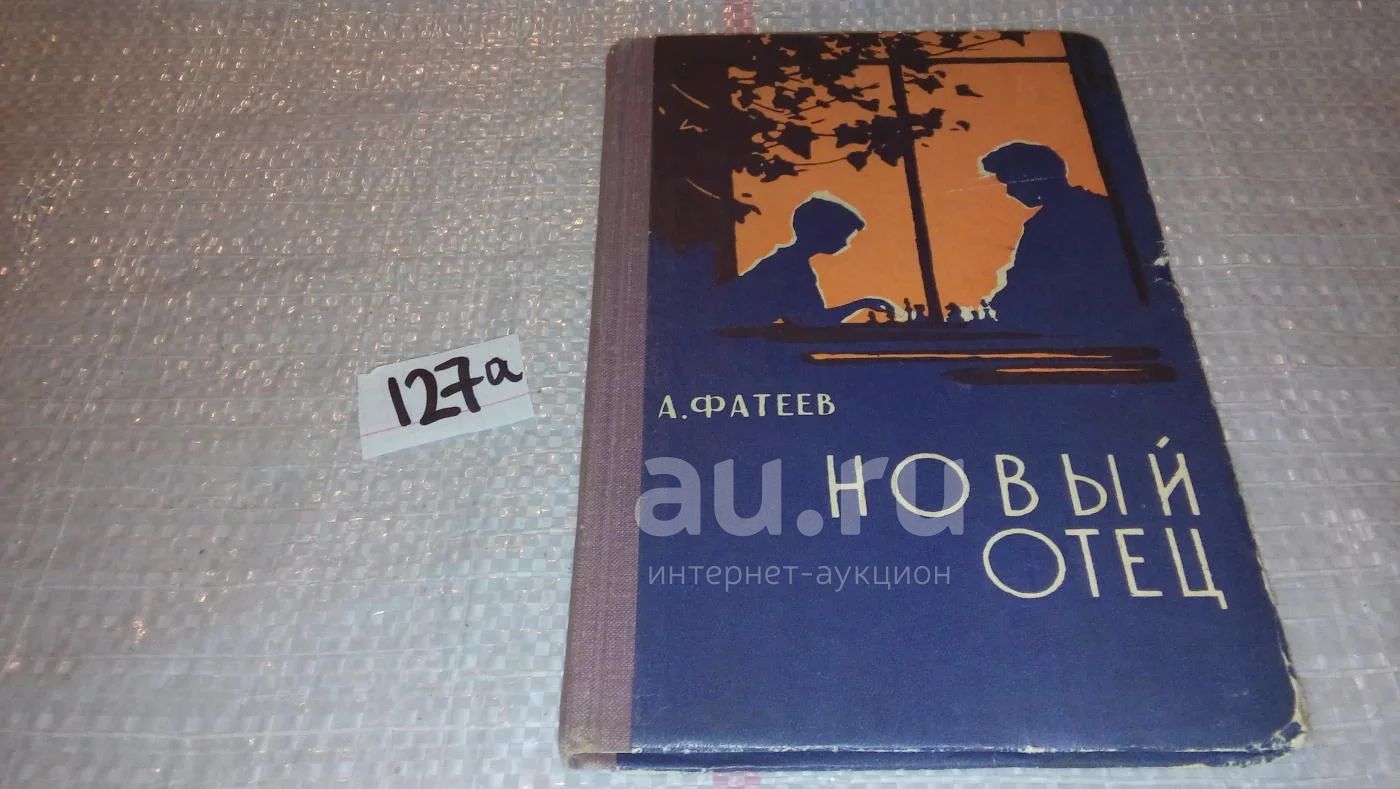 127а
А. ФАТЕЕВ
НОВЫЙ
ОТЕЦ
au.ru
интернет-аукцион